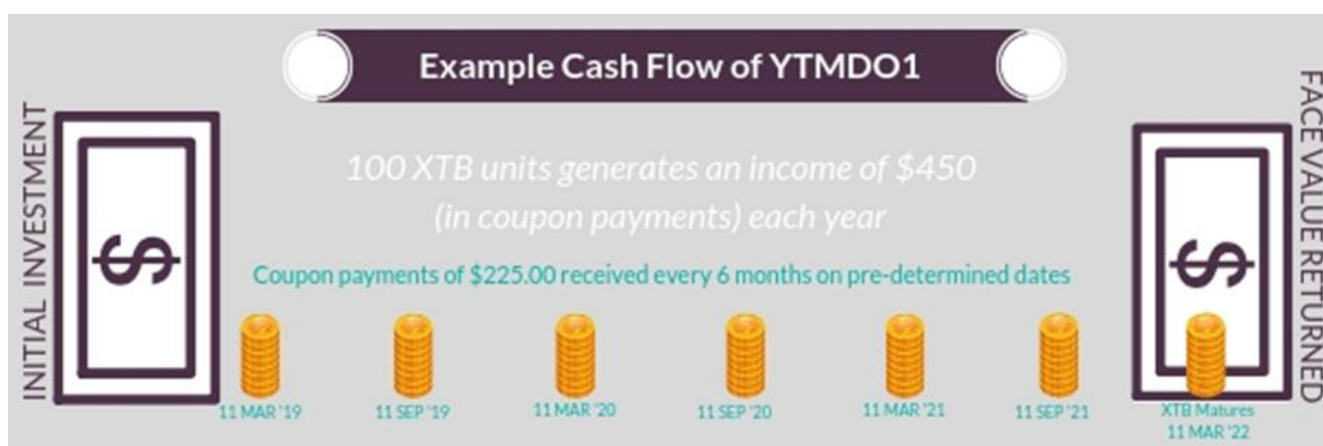 Example Cash Flow of YTMDO1
INITIAL INVESTMENT
FACE VALUE RETURNED
100 XTB units generates an income of $450
(in coupon payments) each year
Coupon payments of $225.00 received every 6 months on pre-determined dates
$
$
11 MAR '19
11 SEP '19
11 MAR '20
11 SEP '20
11 MAR '21
11 SEP '21
XTB Matures
11 MAR '22